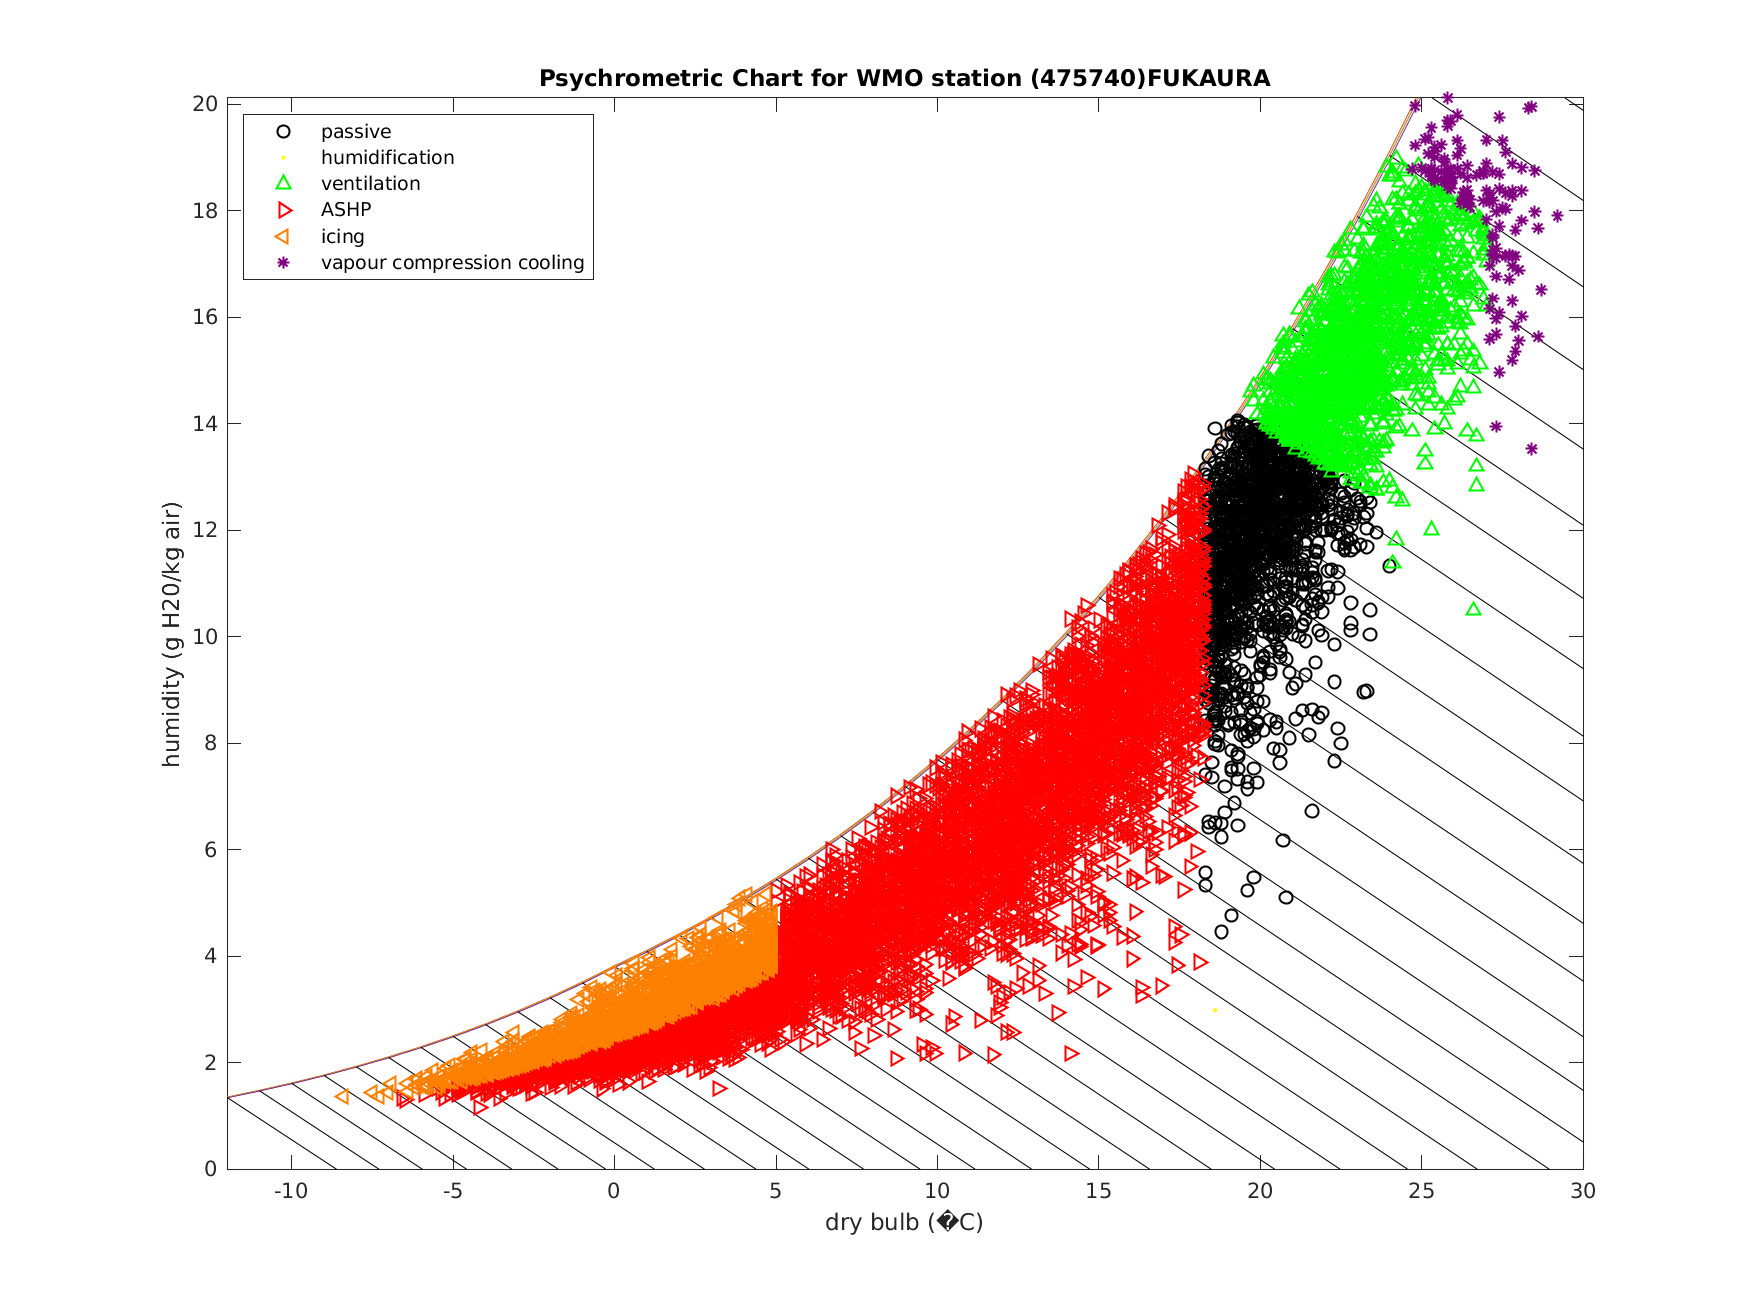 Psychrometric Chart for WMO station (475740)FUKAURA
passive
humidification
ventilation
ASHP
icing
vapour compression cooling
humidity (g H20/kg air)
20
18
16
14
12
10
8
6
4
2
0
-10 -5 0 5 10 15 20 25 30
dry bulb (�C)